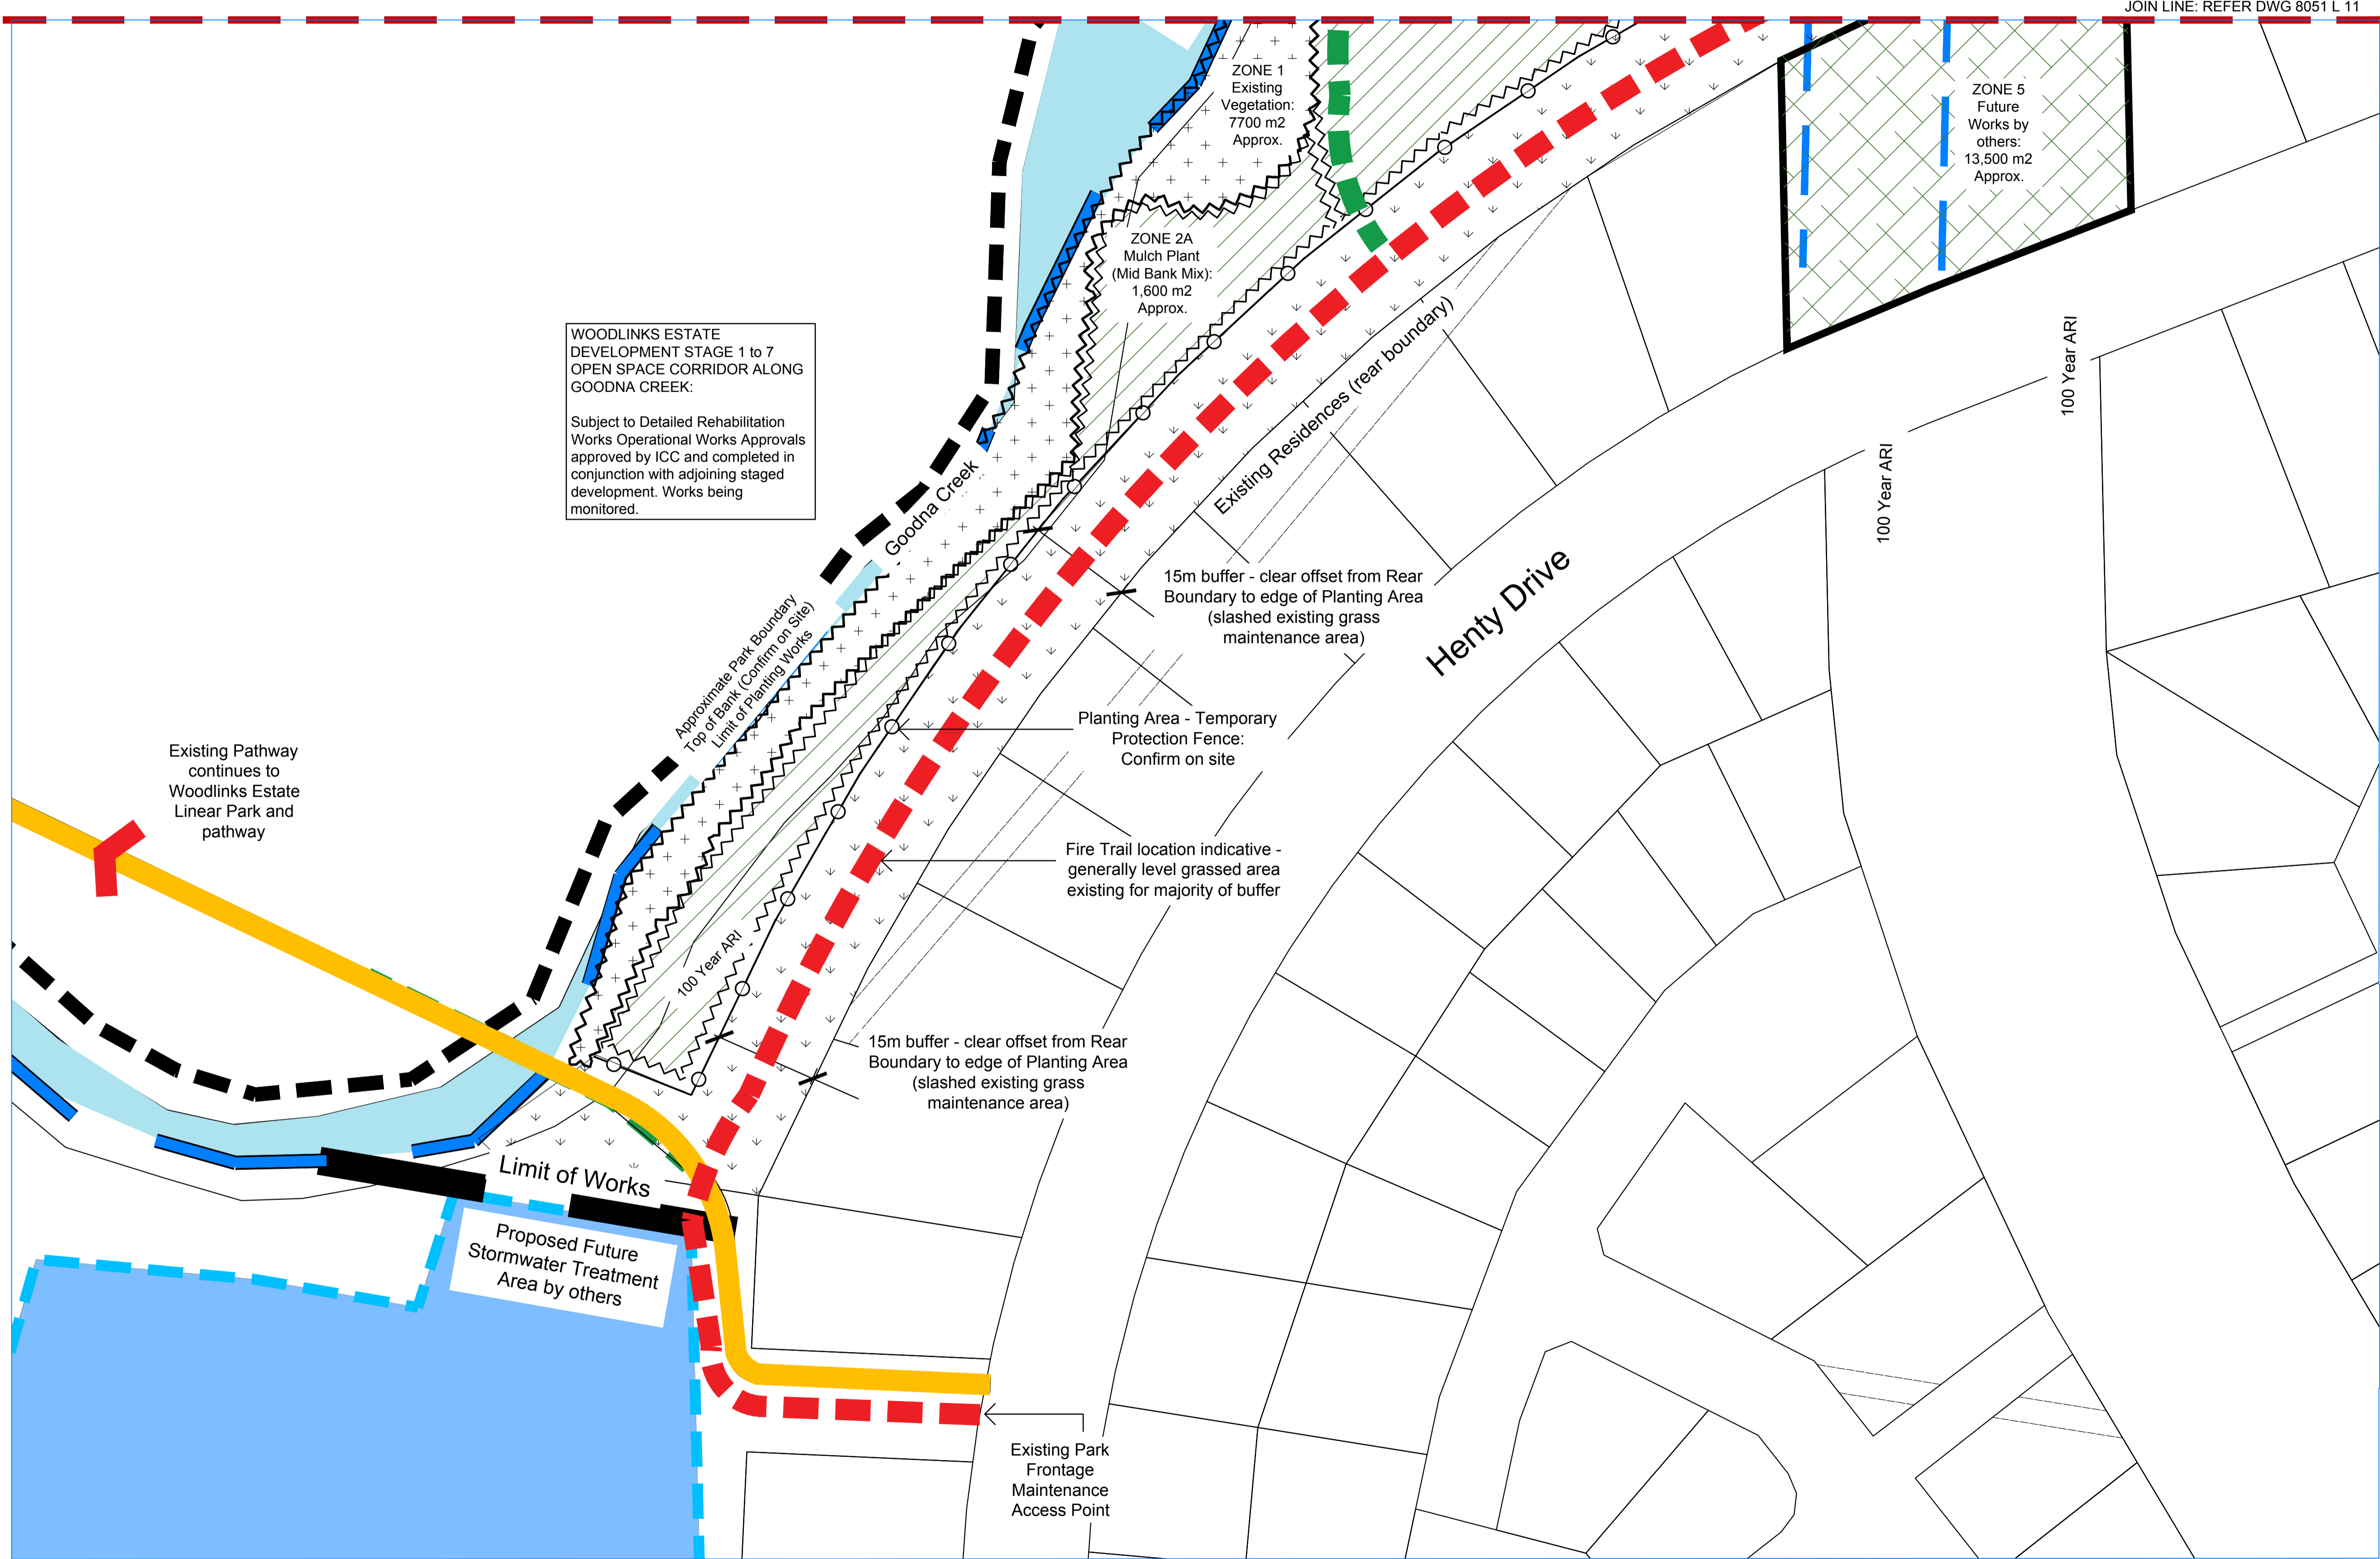 JOIN LINE: REFER DWG 8051 L 11
ZONE 1
Existing
Vegetation:
7700 m2
Approx.
ZONE 5
Future
Works by
others:
13,500 m2
Approx.
ZONE 2A
Mulch Plant
(Mid Bank Mix):
1,600 m2
Approx.
WOODLINKS ESTATE
DEVELOPMENT STAGE 1 to 7
OPEN SPACE CORRIDOR ALONG
GOODNA CREEK:
Subject to Detailed Rehabilitation
Works Operational Works Approvals
approved by ICC and completed in
conjunction with adjoining staged
development. Works being
monitored.
Existing Residences (rear boundary)
100 Year ARI
100 Year ARI
Goodna Creek
Henty Drive
15m buffer - clear offset from Rear
Boundary to edge of Planting Area
(slashed existing grass
maintenance area)
Approximate Park Boundary
Top of Bank (Confirm on Site)
Limit of Planting Works
Planting Area - Temporary
Protection Fence:
Confirm on site
Existing Pathway
continues to
Woodlinks Estate
Linear Park and
pathway
Fire Trail location indicative -
generally level grassed area
existing for majority of buffer
100 Year ARI
15m buffer - clear offset from Rear
Boundary to edge of Planting Area
(slashed existing grass
maintenance area)
Limit of Works
Proposed Future
Stormwater Treatment
Area by others
Existing Park
Frontage
Maintenance
Access Point